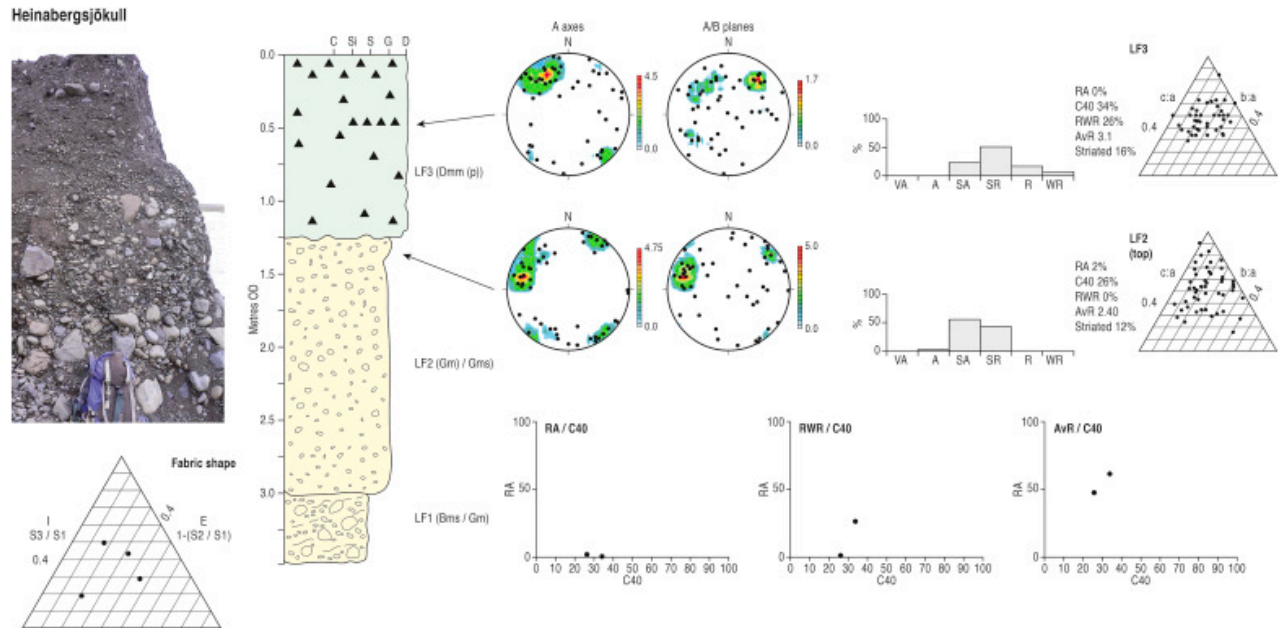 Heinabergsjökull
C Si S G D
0.0
0.5
1.0
1.5
2.0
2.5
3.0
Metres OD
LF3 (Dmm (p))
LF2 (Gm) / Gms)
LF1 (Bms / Gm)
A axes
N
4.5
0.0
A/B planes
N
1.7
0.0
N
4.75
0.0
N
5.0
0.0
100
50
0
%
VA A SA SR R WR
RA 0%
C40 34%
RWR 26%
AvR 3.1
Striated 16%
LF3
c:a
b:a
0.4
0.4
100
50
0
%
VA A SA SR R WR
RA 2%
C40 26%
RWR 0%
AvR 2.40
Striated 12%
LF2
(top)
c:a
b:a
0.4
0.4
Fabric shape
I
S3 / S1
0.4
0.4
E
1-(S2 / S1)
RA / C40
100
50
0
RA
0 10 20 30 40 50 60 70 80 90 100
C40
RWR / C40
100
50
0
RA
0 10 20 30 40 50 60 70 80 90 100
C40
AvR / C40
100
50
0
RA
0 10 20 30 40 50 60 70 80 90 100
C40